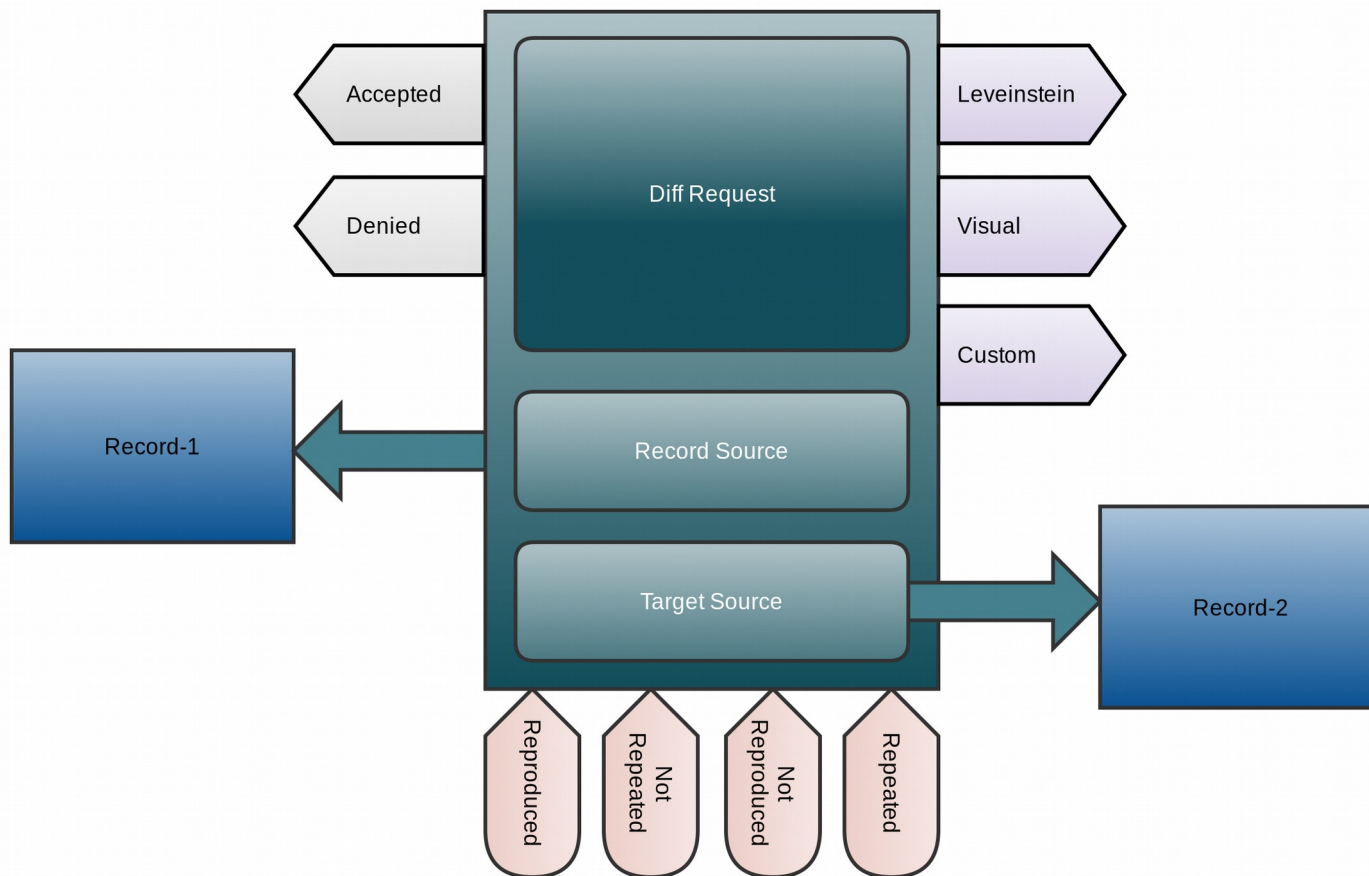 Accepted
Leveinstein
Diff Request
Denied
Visual
Custom
Record-1
Record Source
Target Source
Record-2
Reproduced
Not
Repeated
Not
Reproduced
Repeated